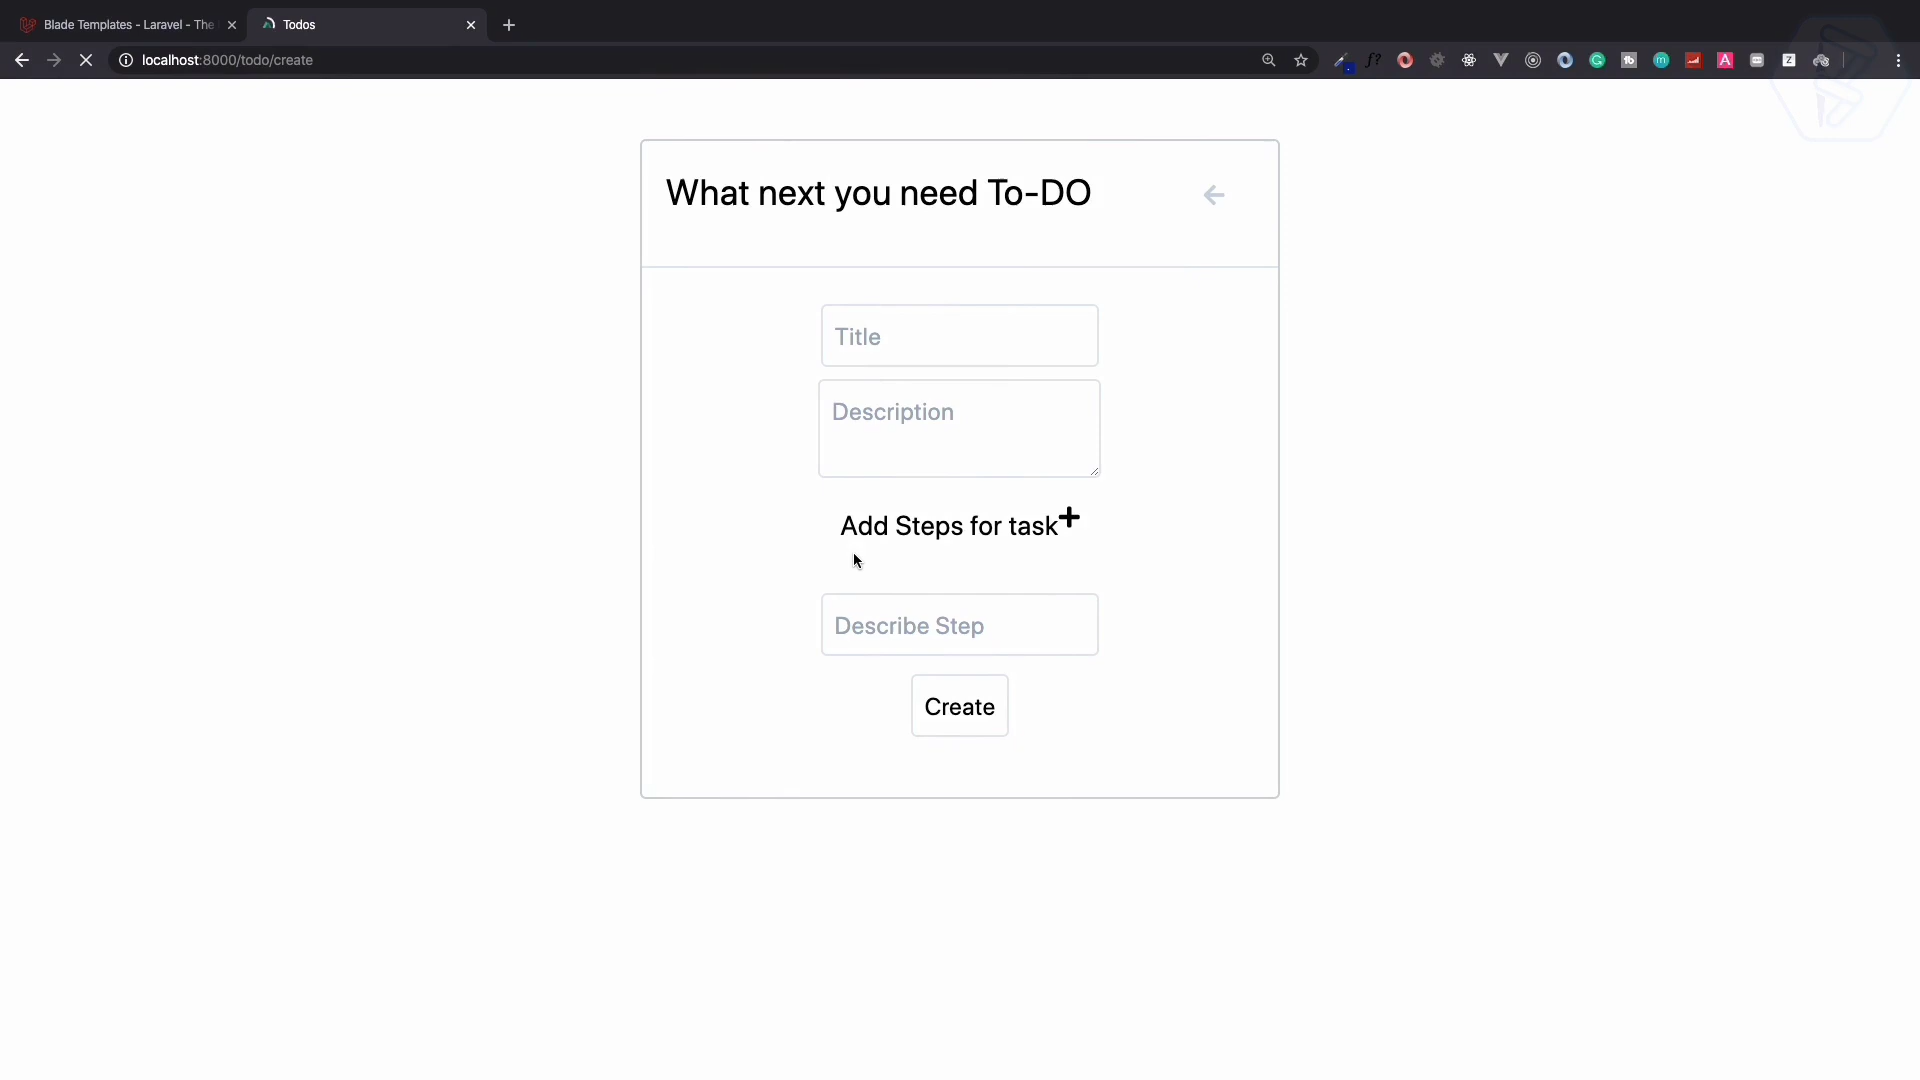 Blade Templates - Laravel - The
Todos
localhost:8000/todo/create
What next you need To-DO
Title
Description
Add Steps for task
Describe Step
Create